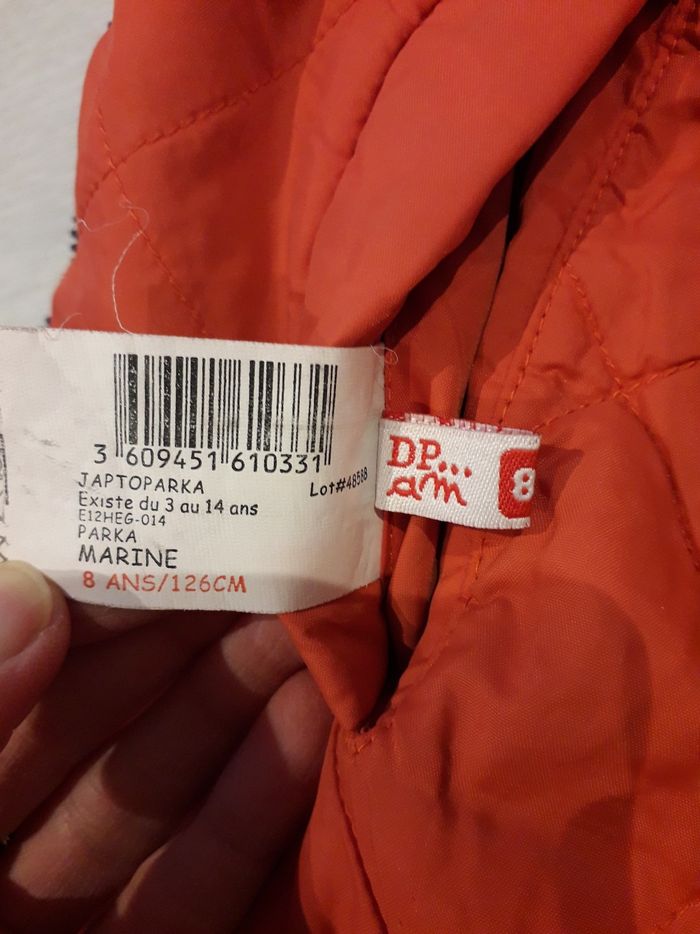 3 609451 610331
JAPTOPARKA
Lot#48588
Existe du 3 au 14 ans
E12HEG-014
PARKA
MARINE
8 ANS/126CM
DP...
am
8